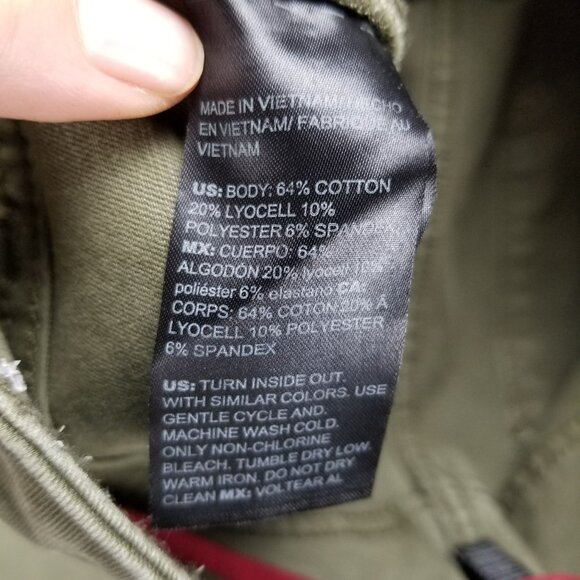 MADE IN VIETNAM/ HECHO
EN VIETNAM/ FABRIQUÉ AU
VIETNAM
US: BODY: 64% COTTON
20% LYOCELL 10%
POLYESTER 6% SPANDEX
MX: CUERPO: 64%
ALGODÓN 20% lyocell 10%
poliéster 6% elastano CA:
CORPS: 64% COTON 20% A
LYOCELL 10% POLYESTER
6% SPANDEX
US: TURN INSIDE OUT.
WITH SIMILAR COLORS. USE
GENTLE CYCLE AND.
MACHINE WASH COLD.
ONLY NON-CHLORINE
BLEACH. TUMBLE DRY LOW.
WARM IRON. DO NOT DRY
CLEAN MX: VOLTEAR AL